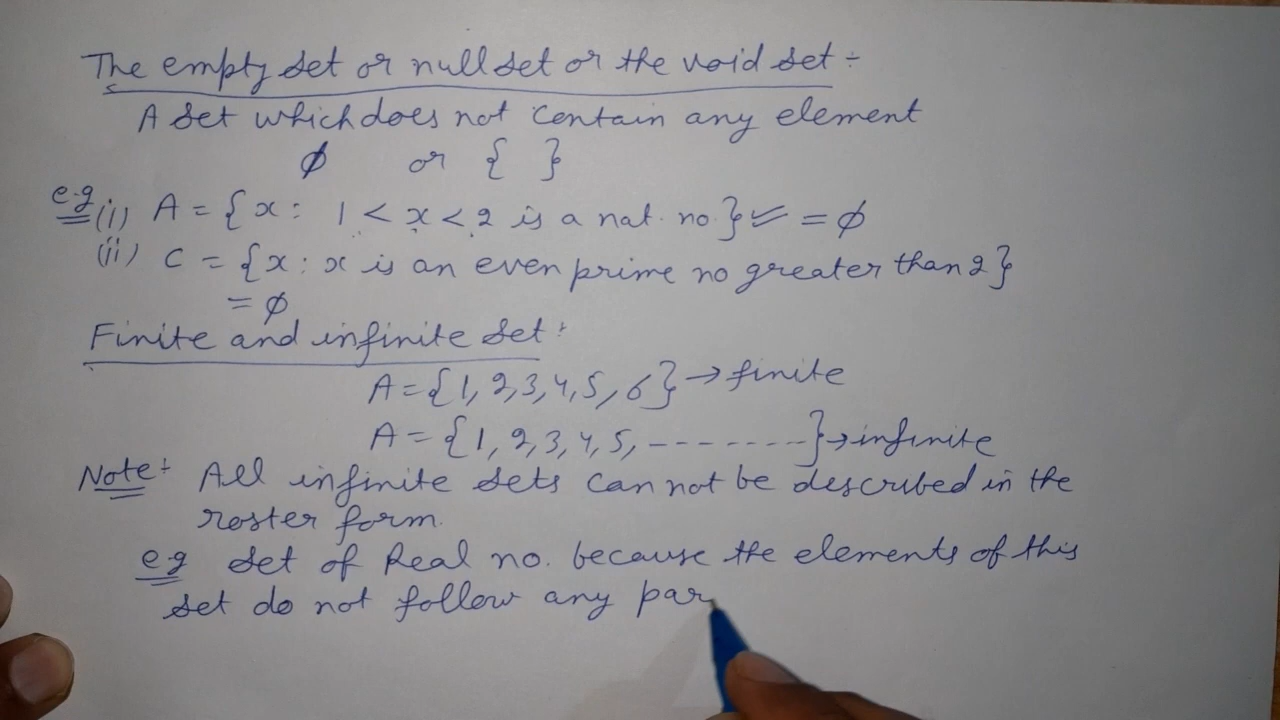 The empty set or null set or the void set :-
A set which does not contain any element
ϕ or { }
e.g (i) A = {x : 1 < x < 2 is a nat. no.} = ϕ
(ii) C = {x : x is an even prime no greater than 2}
= ϕ
Finite and infinite set :
A = {1, 2, 3, 4, 5, 6} → finite
A = {1, 2, 3, 4, 5, --------} → infinite
Note :- All infinite sets can not be described in the
roster form.
e.g set of Real no. because the elements of this
set do not follow any par